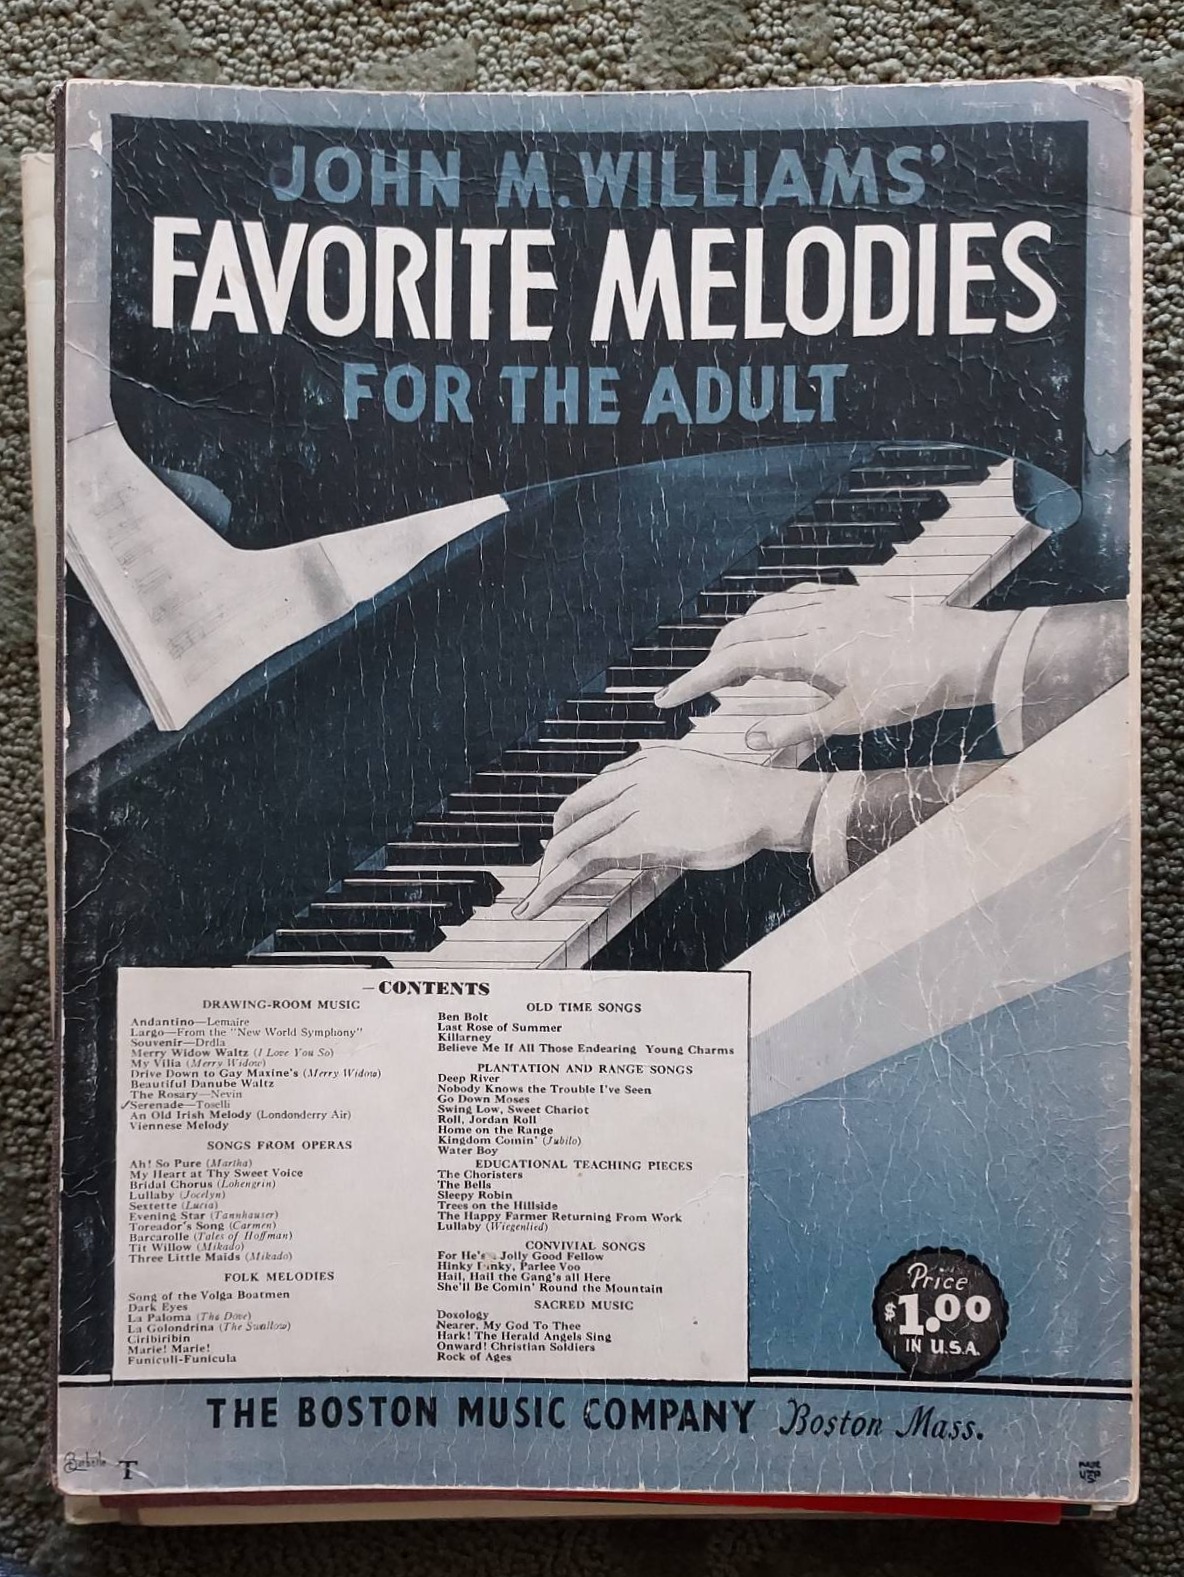 JOHN M. WILLIAMS'
FAVORITE MELODIES
FOR THE ADULT
— CONTENTS
DRAWING-ROOM MUSIC
Andantino—Lemaire
Largo—From the "New World Symphony"
Souvenir—Drdla
Merry Widow Waltz (I Love You So)
My Vilia (Merry Widow)
Drive Down to Gay Maxine's (Merry Widow)
Beautiful Danube Waltz
The Rosary—Nevin
✓Serenade—Toselli
An Old Irish Melody (Londonderry Air)
Viennese Melody
SONGS FROM OPERAS
Ah! So Pure (Martha)
My Heart at Thy Sweet Voice
Bridal Chorus (Lohengrin)
Lullaby (Jocelyn)
Sextette (Lucia)
Evening Star (Tannhauser)
Toreador's Song (Carmen)
Barcarolle (Tales of Hoffman)
Tit Willow (Mikado)
Three Little Maids (Mikado)
FOLK MELODIES
Song of the Volga Boatmen
Dark Eyes
La Paloma (The Dove)
La Golondrina (The Swallow)
Ciribiribin
Marie! Marie!
Funiculi-Funicula
OLD TIME SONGS
Ben Bolt
Last Rose of Summer
Killarney
Believe Me If All Those Endearing Young Charms
PLANTATION AND RANGE SONGS
Deep River
Nobody Knows the Trouble I've Seen
Go Down Moses
Swing Low, Sweet Chariot
Roll, Jordan Roll
Home on the Range
Kingdom Comin' (Jubilo)
Water Boy
EDUCATIONAL TEACHING PIECES
The Choristers
The Bells
Sleepy Robin
Trees on the Hillside
The Happy Farmer Returning From Work
Lullaby (Wiegenlied)
CONVIVIAL SONGS
For He's a Jolly Good Fellow
Hinky Dinky, Parlee Voo
Hail, Hail the Gang's all Here
She'll Be Comin' Round the Mountain
SACRED MUSIC
Doxology
Nearer, My God To Thee
Hark! The Herald Angels Sing
Onward! Christian Soldiers
Rock of Ages
Price
$1.00
IN U.S.A.
THE BOSTON MUSIC COMPANY Boston Mass.
T